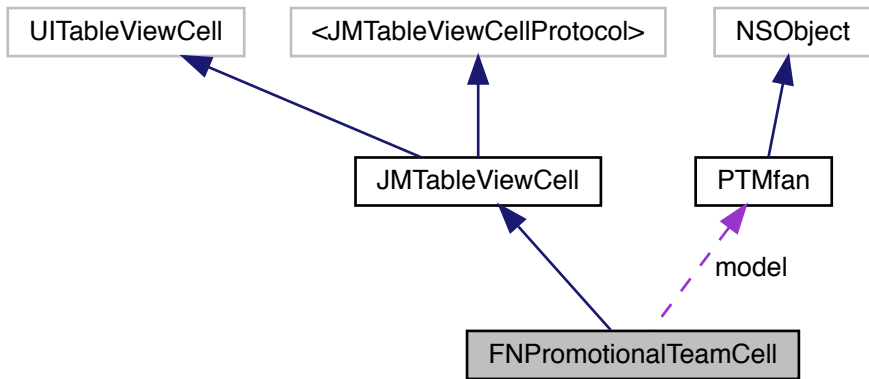 UITableViewCell
<JMTableViewCellProtocol>
NSObject
JMTableViewCell
PTMfan
model
FNPromotionalTeamCell